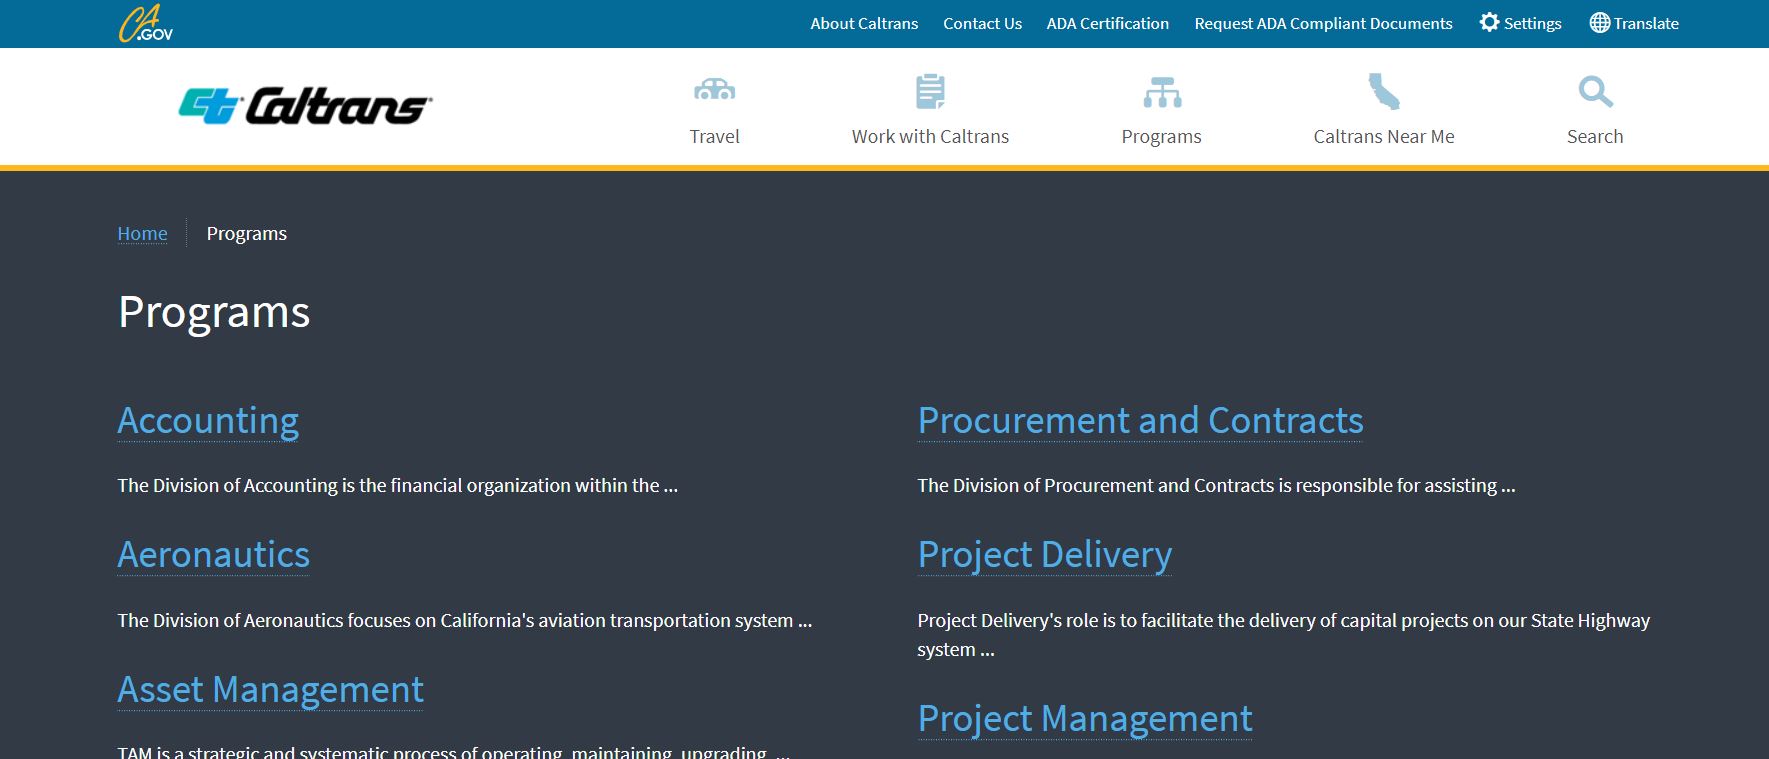 CA.GOV
About Caltrans Contact Us ADA Certification Request ADA Compliant Documents Settings Translate
Caltrans®
Travel Work with Caltrans Programs Caltrans Near Me Search
Home Programs
Programs
Accounting
The Division of Accounting is the financial organization within the ...
Aeronautics
The Division of Aeronautics focuses on California's aviation transportation system ...
Asset Management
TAM is a strategic and systematic process of operating, maintaining, upgrading, ...
Procurement and Contracts
The Division of Procurement and Contracts is responsible for assisting ...
Project Delivery
Project Delivery's role is to facilitate the delivery of capital projects on our State Highway
system ...
Project Management